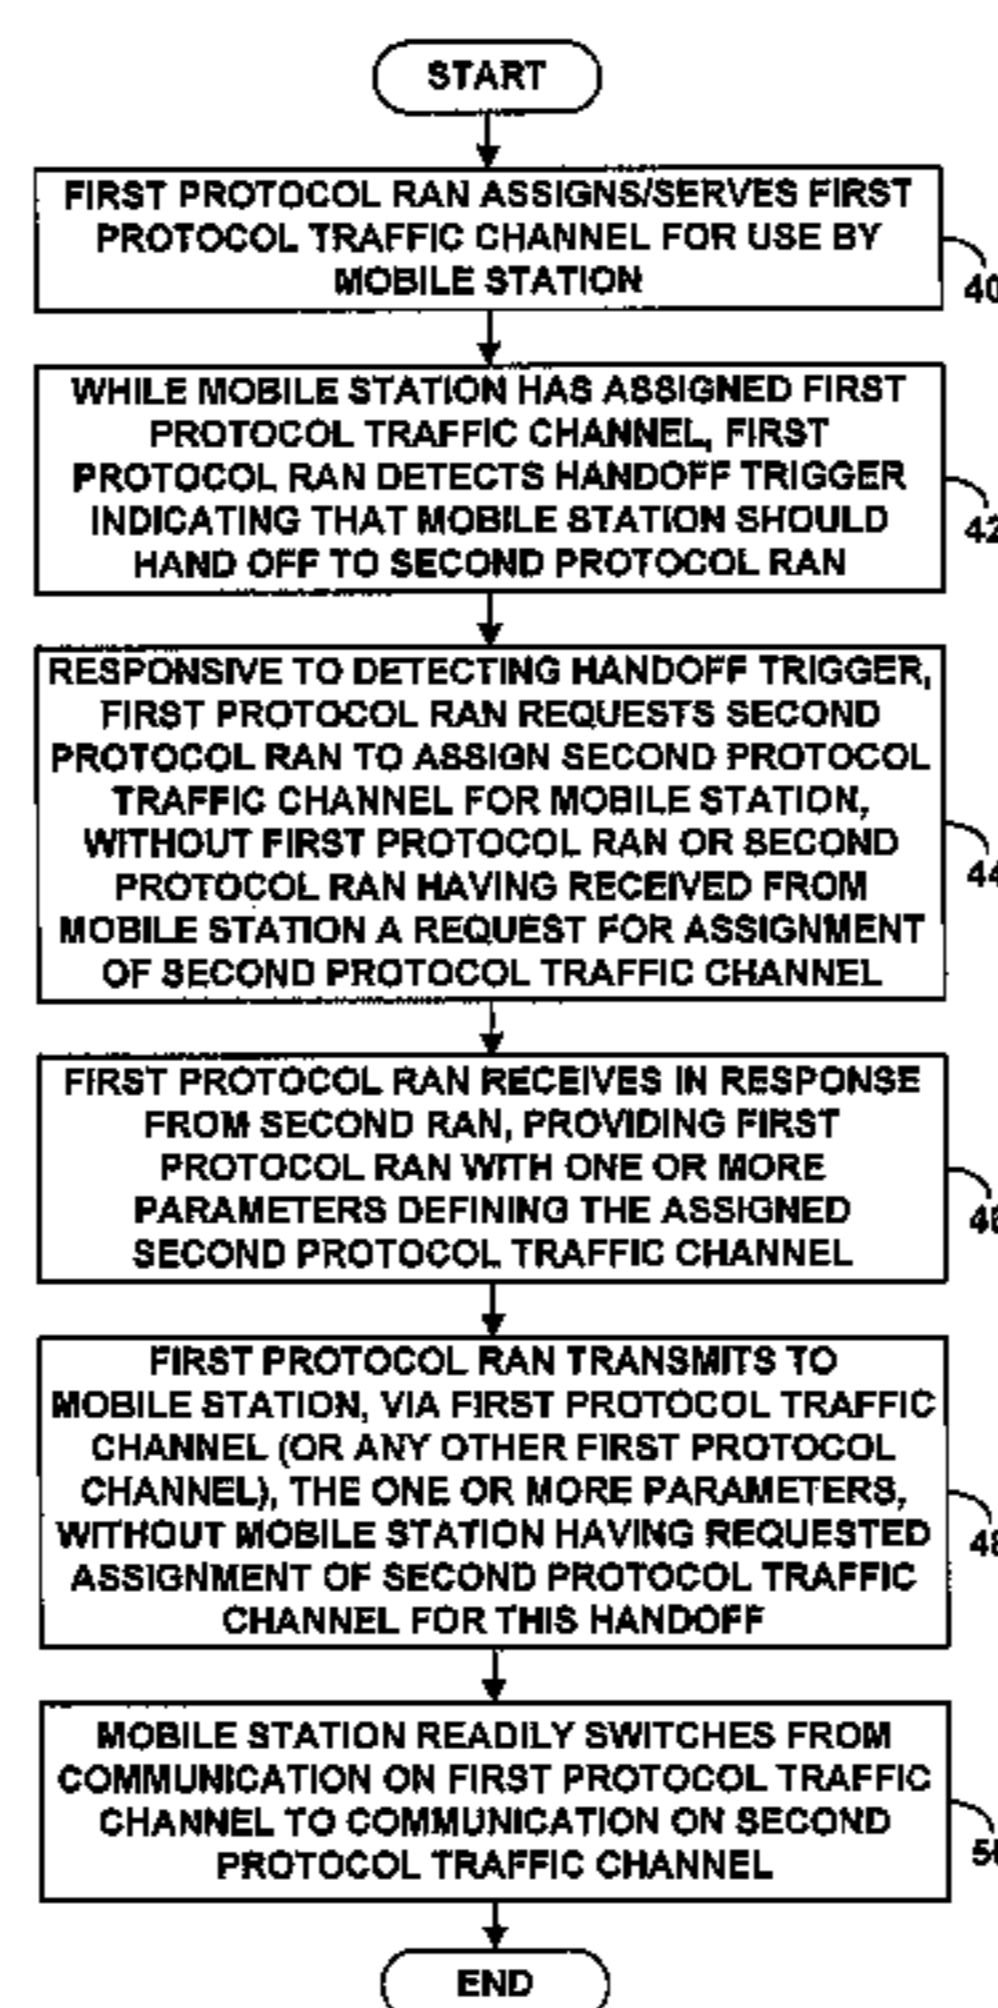 START
FIRST PROTOCOL RAN ASSIGNS/SERVES FIRST
PROTOCOL TRAFFIC CHANNEL FOR USE BY
MOBILE STATION
40
WHILE MOBILE STATION HAS ASSIGNED FIRST
PROTOCOL TRAFFIC CHANNEL, FIRST
PROTOCOL RAN DETECTS HANDOFF TRIGGER
INDICATING THAT MOBILE STATION SHOULD
HAND OFF TO SECOND PROTOCOL RAN
42
RESPONSIVE TO DETECTING HANDOFF TRIGGER,
FIRST PROTOCOL RAN REQUESTS SECOND
PROTOCOL RAN TO ASSIGN SECOND PROTOCOL
TRAFFIC CHANNEL FOR MOBILE STATION,
WITHOUT FIRST PROTOCOL RAN OR SECOND
PROTOCOL RAN HAVING RECEIVED FROM
MOBILE STATION A REQUEST FOR ASSIGNMENT
OF SECOND PROTOCOL TRAFFIC CHANNEL
44
FIRST PROTOCOL RAN RECEIVES IN RESPONSE
FROM SECOND RAN, PROVIDING FIRST
PROTOCOL RAN WITH ONE OR MORE
PARAMETERS DEFINING THE ASSIGNED
SECOND PROTOCOL TRAFFIC CHANNEL
FIRST PROTOCOL RAN TRANSMITS TO
MOBILE STATION, VIA FIRST PROTOCOL TRAFFIC
CHANNEL (OR ANY OTHER FIRST PROTOCOL
CHANNEL), THE ONE OR MORE PARAMETERS,
WITHOUT MOBILE STATION HAVING REQUESTED
ASSIGNMENT OF SECOND PROTOCOL TRAFFIC
CHANNEL FOR THIS HANDOFF
MOBILE STATION READILY SWITCHES FROM
COMMUNICATION ON FIRST PROTOCOL TRAFFIC
CHANNEL TO COMMUNICATION ON SECOND
PROTOCOL TRAFFIC CHANNEL
END